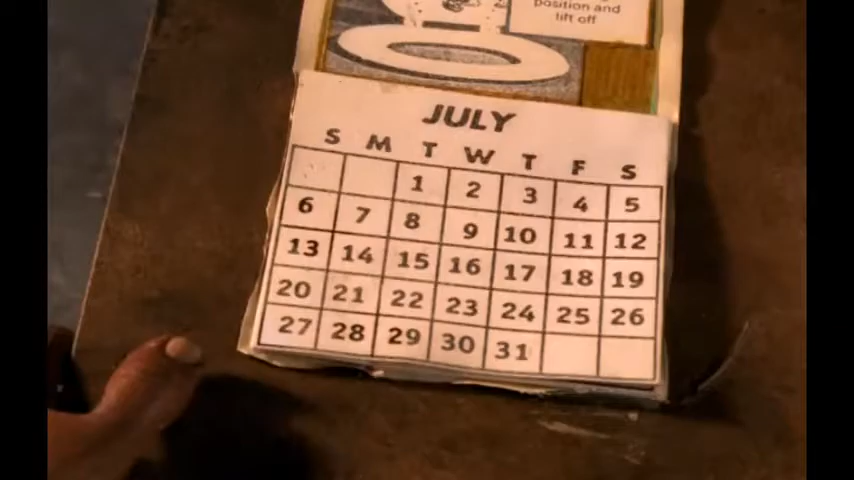 position and
lift off
JULY
S M T W T F S
1 2 3 4 5
6 7 8 9 10 11 12
13 14 15 16 17 18 19
20 21 22 23 24 25 26
27 28 29 30 31